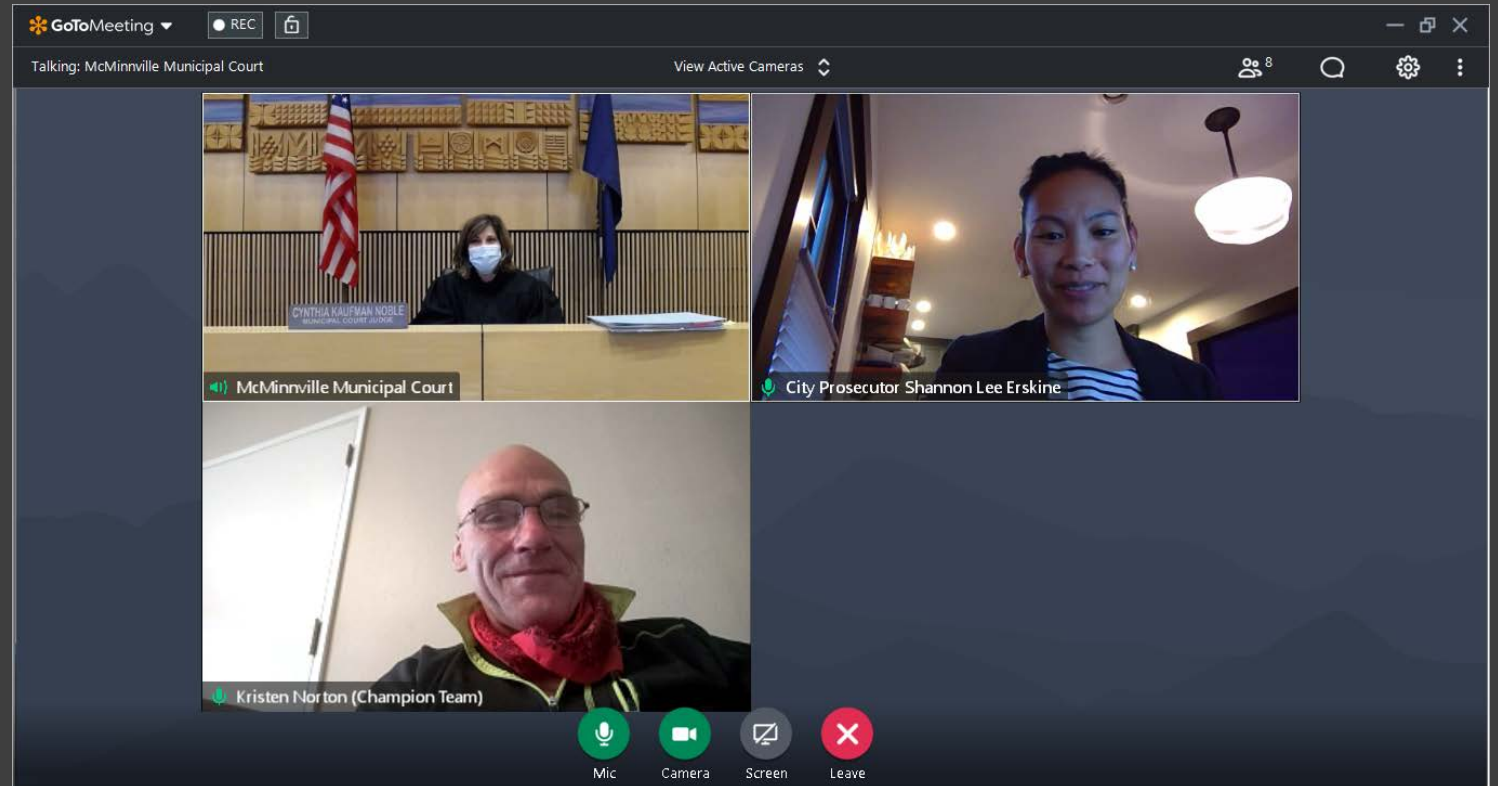 GoToMeeting
REC
Talking: McMinnville Municipal Court
View Active Cameras
8
CYNTHIA KAUFMAN NOBLE
MUNICIPAL COURT JUDGE
McMinnville Municipal Court
City Prosecutor Shannon Lee Erskine
Kristen Norton (Champion Team)
Mic
Camera
Screen
Leave